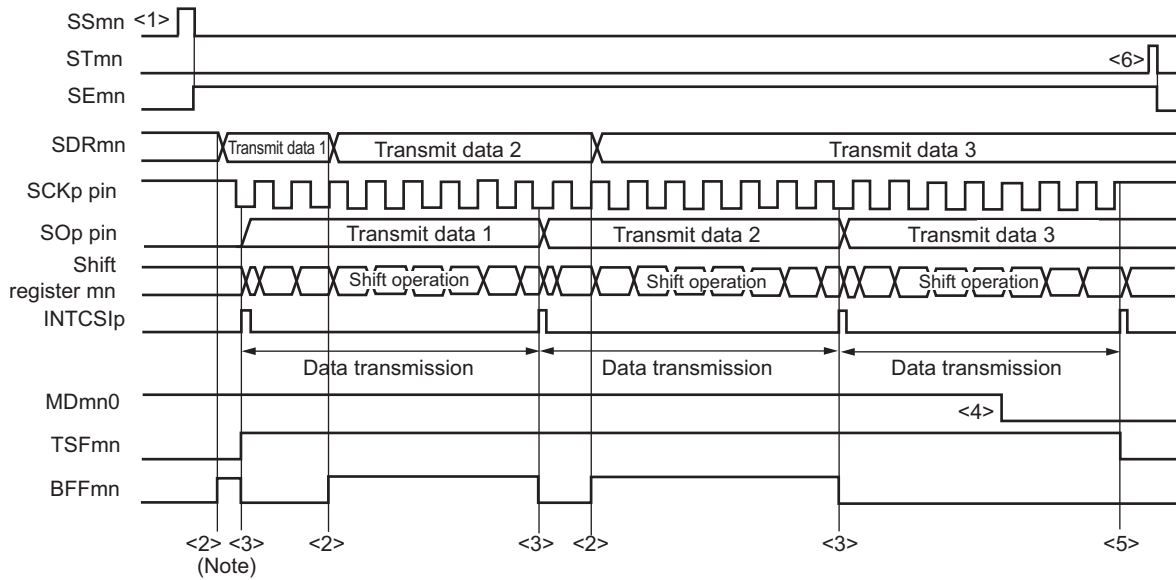 SSmn <1>
STmn <6>
SEmn
SDRmn Transmit data 1 Transmit data 2 Transmit data 3
SCKp pin
SOp pin Transmit data 1 Transmit data 2 Transmit data 3
Shift
register mn Shift operation Shift operation Shift operation
INTCSIp
Data transmission Data transmission Data transmission
MDmn0 <4>
TSFmn
BFFmn
<2> <3> <2> <3> <2> <3> <5>
(Note)